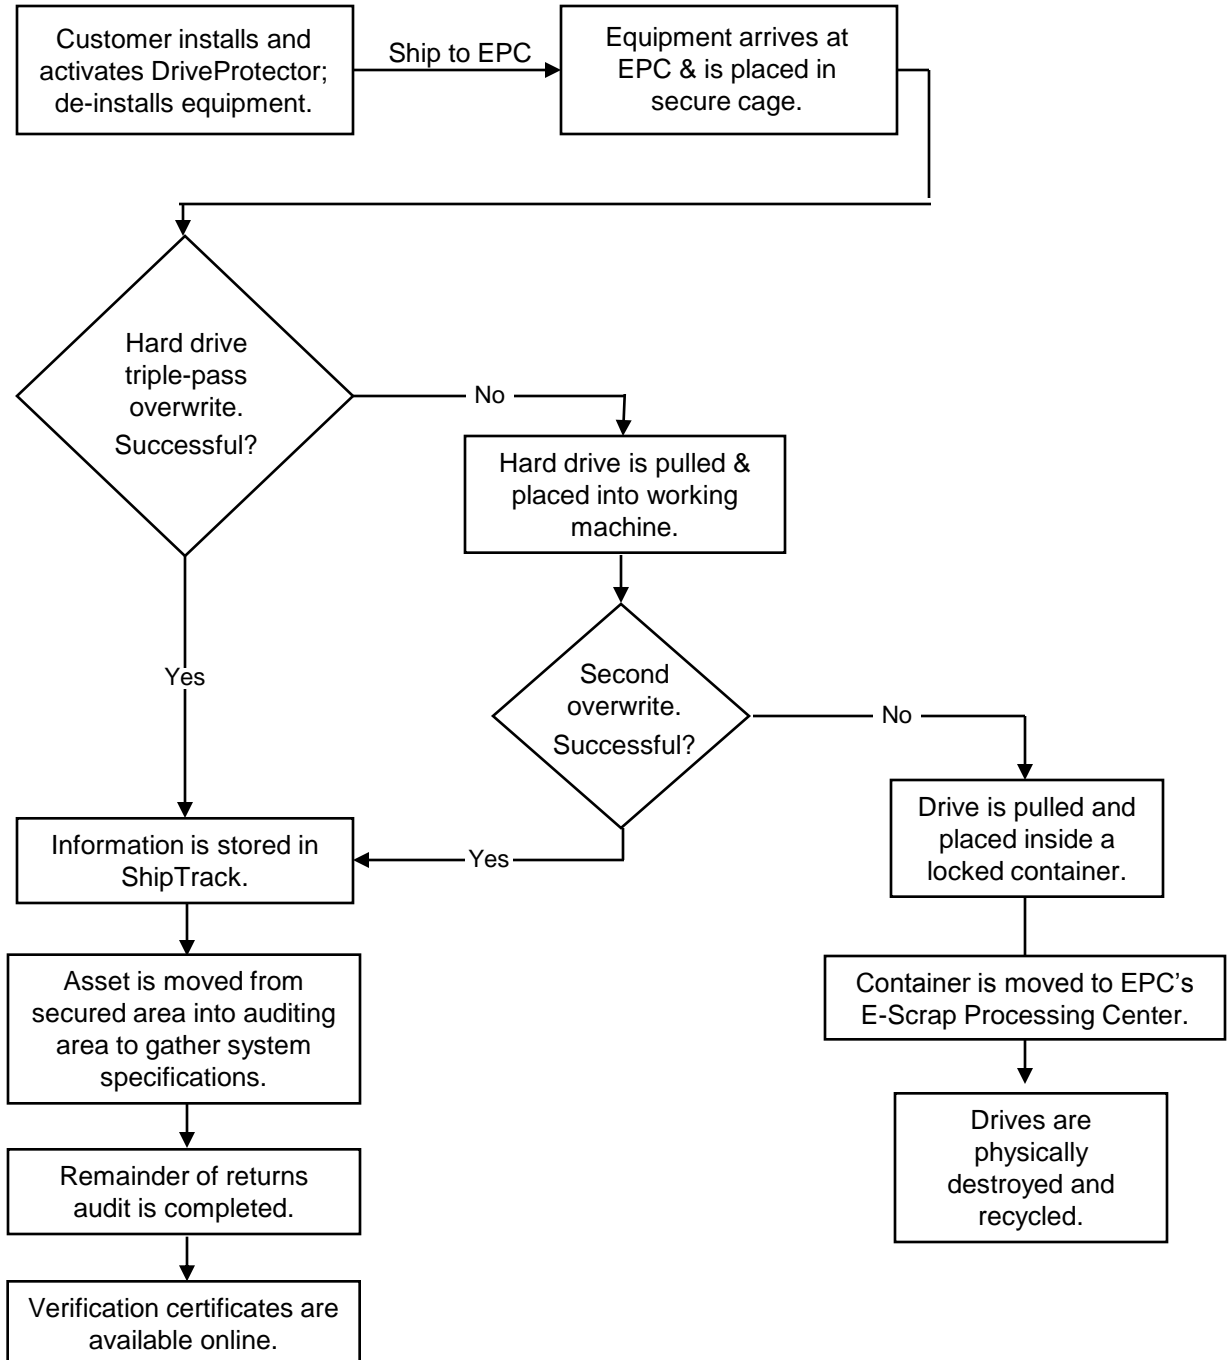 Customer installs and
activates DriveProtector;
de-installs equipment.
Ship to EPC
Equipment arrives at
EPC & is placed in
secure cage.
Hard drive
triple-pass
overwrite.
Successful?
No
Hard drive is pulled &
placed into working
machine.
Yes
Second
overwrite.
Successful?
No
Drive is pulled and
placed inside a
locked container.
Information is stored in
ShipTrack.
Yes
Asset is moved from
secured area into auditing
area to gather system
specifications.
Container is moved to EPC’s
E-Scrap Processing Center.
Drives are
physically
destroyed and
recycled.
Remainder of returns
audit is completed.
Verification certificates are
available online.